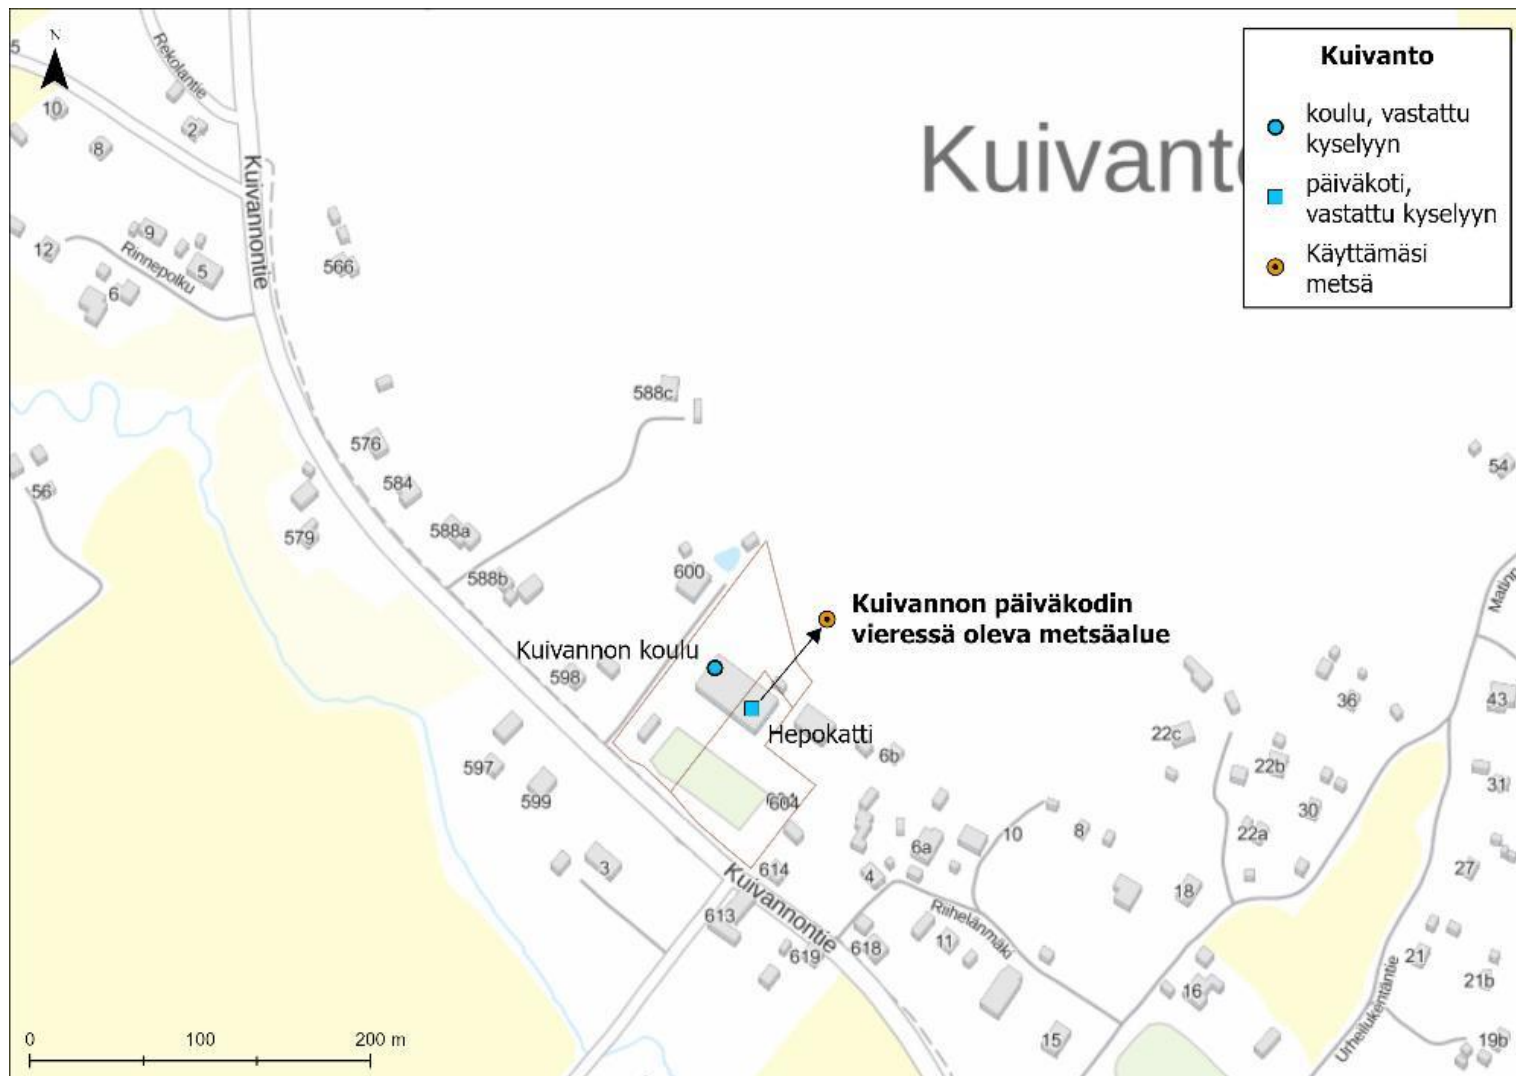 N
Kuivanto
koulu, vastattu
kyselyyn
päiväkoti,
vastattu kyselyyn
Käyttämäsi
metsä
Kuivant
5
Rekolantie
10
2
8
Kuivannontie
9
12
Rinnepolku
5
566
6
588c
576
584
54
56
588a
579
588b
600
Kuivannon päiväkodin
vieressä oleva metsäalue
Kuivannon koulu
598
36
43
Hepokatti
22c
6b
597
22b
599
31
604
30
10
8
22a
6a
3
614
4
27
18
Kuivannontie
613
Riihelänmäki
618
11
619
21
21b
16
Urheilukentäntie
15
19b
0
100
200 m